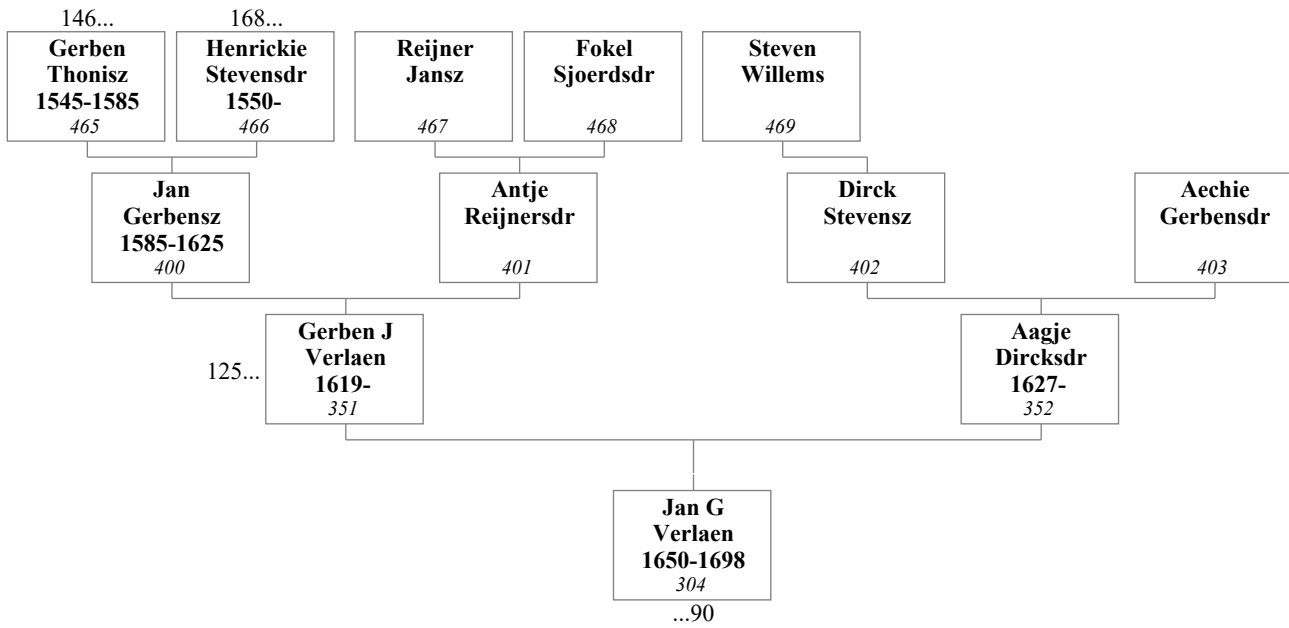 146...
168...
Gerben
Thonisz
1545-1585
465
Henrickie
Stevensdr
1550-
466
Reijner
Jansz
467
Fokel
Sjoerdsdr
468
Steven
Willems
469
Jan
Gerbensz
1585-1625
400
Antje
Reijnersdr
401
Dirck
Stevensz
402
Aechie
Gerbensdr
403
125...
Gerben J
Verlaen
1619-
351
Aagje
Dircksdr
1627-
352
Jan G
Verlaen
1650-1698
304
...90